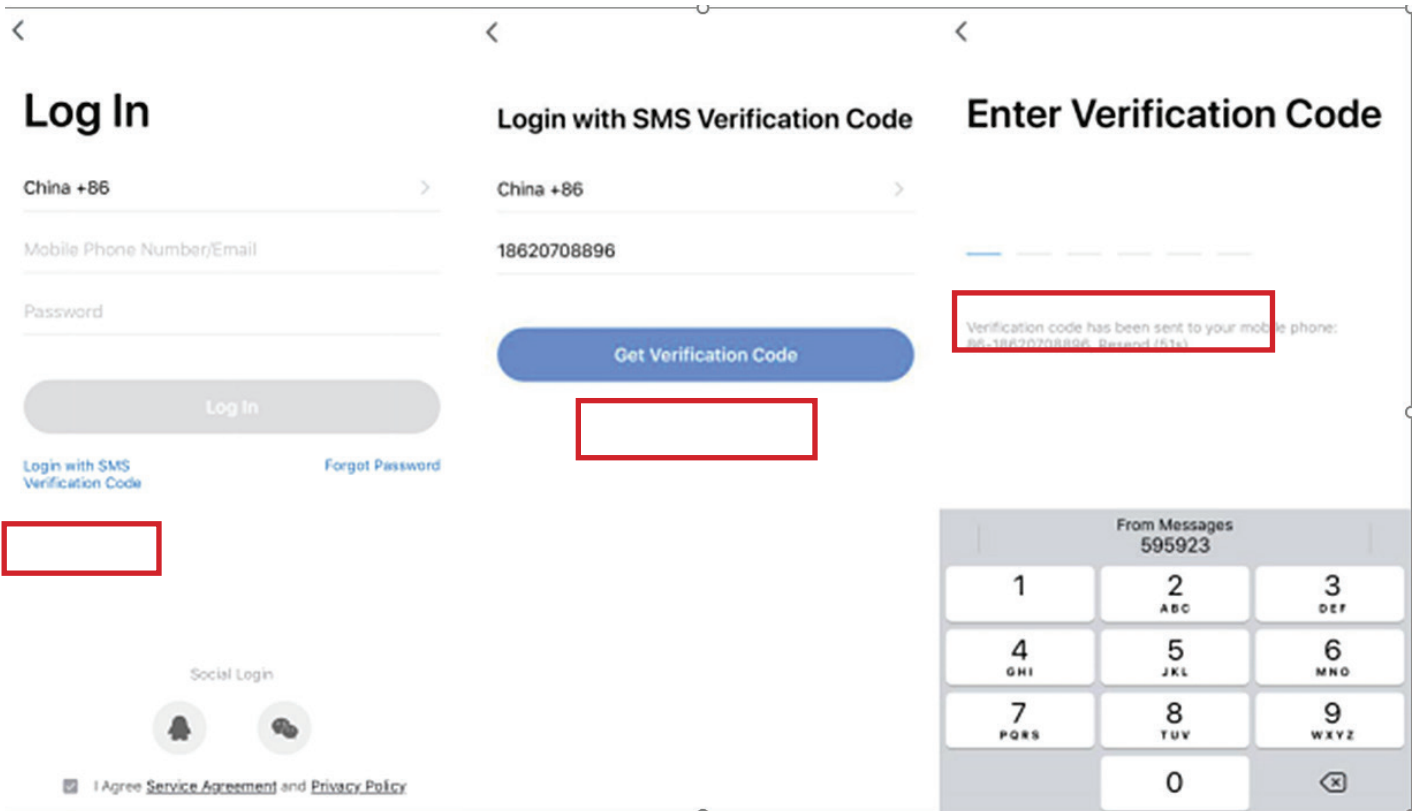 Log In
China +86
Mobile Phone Number/Email
Password
Log In
Login with SMS
Verification Code
Forgot Password
Social Login
I Agree Service Agreement and Privacy Policy
Login with SMS Verification Code
China +86
18620708896
Get Verification Code
Enter Verification Code
Verification code has been sent to your mobile phone:
86-18620708896 Resend (51s)
From Messages
595923
1
2
ABC
3
DEF
4
GHI
5
JKL
6
MNO
7
PQRS
8
TUV
9
WXYZ
0